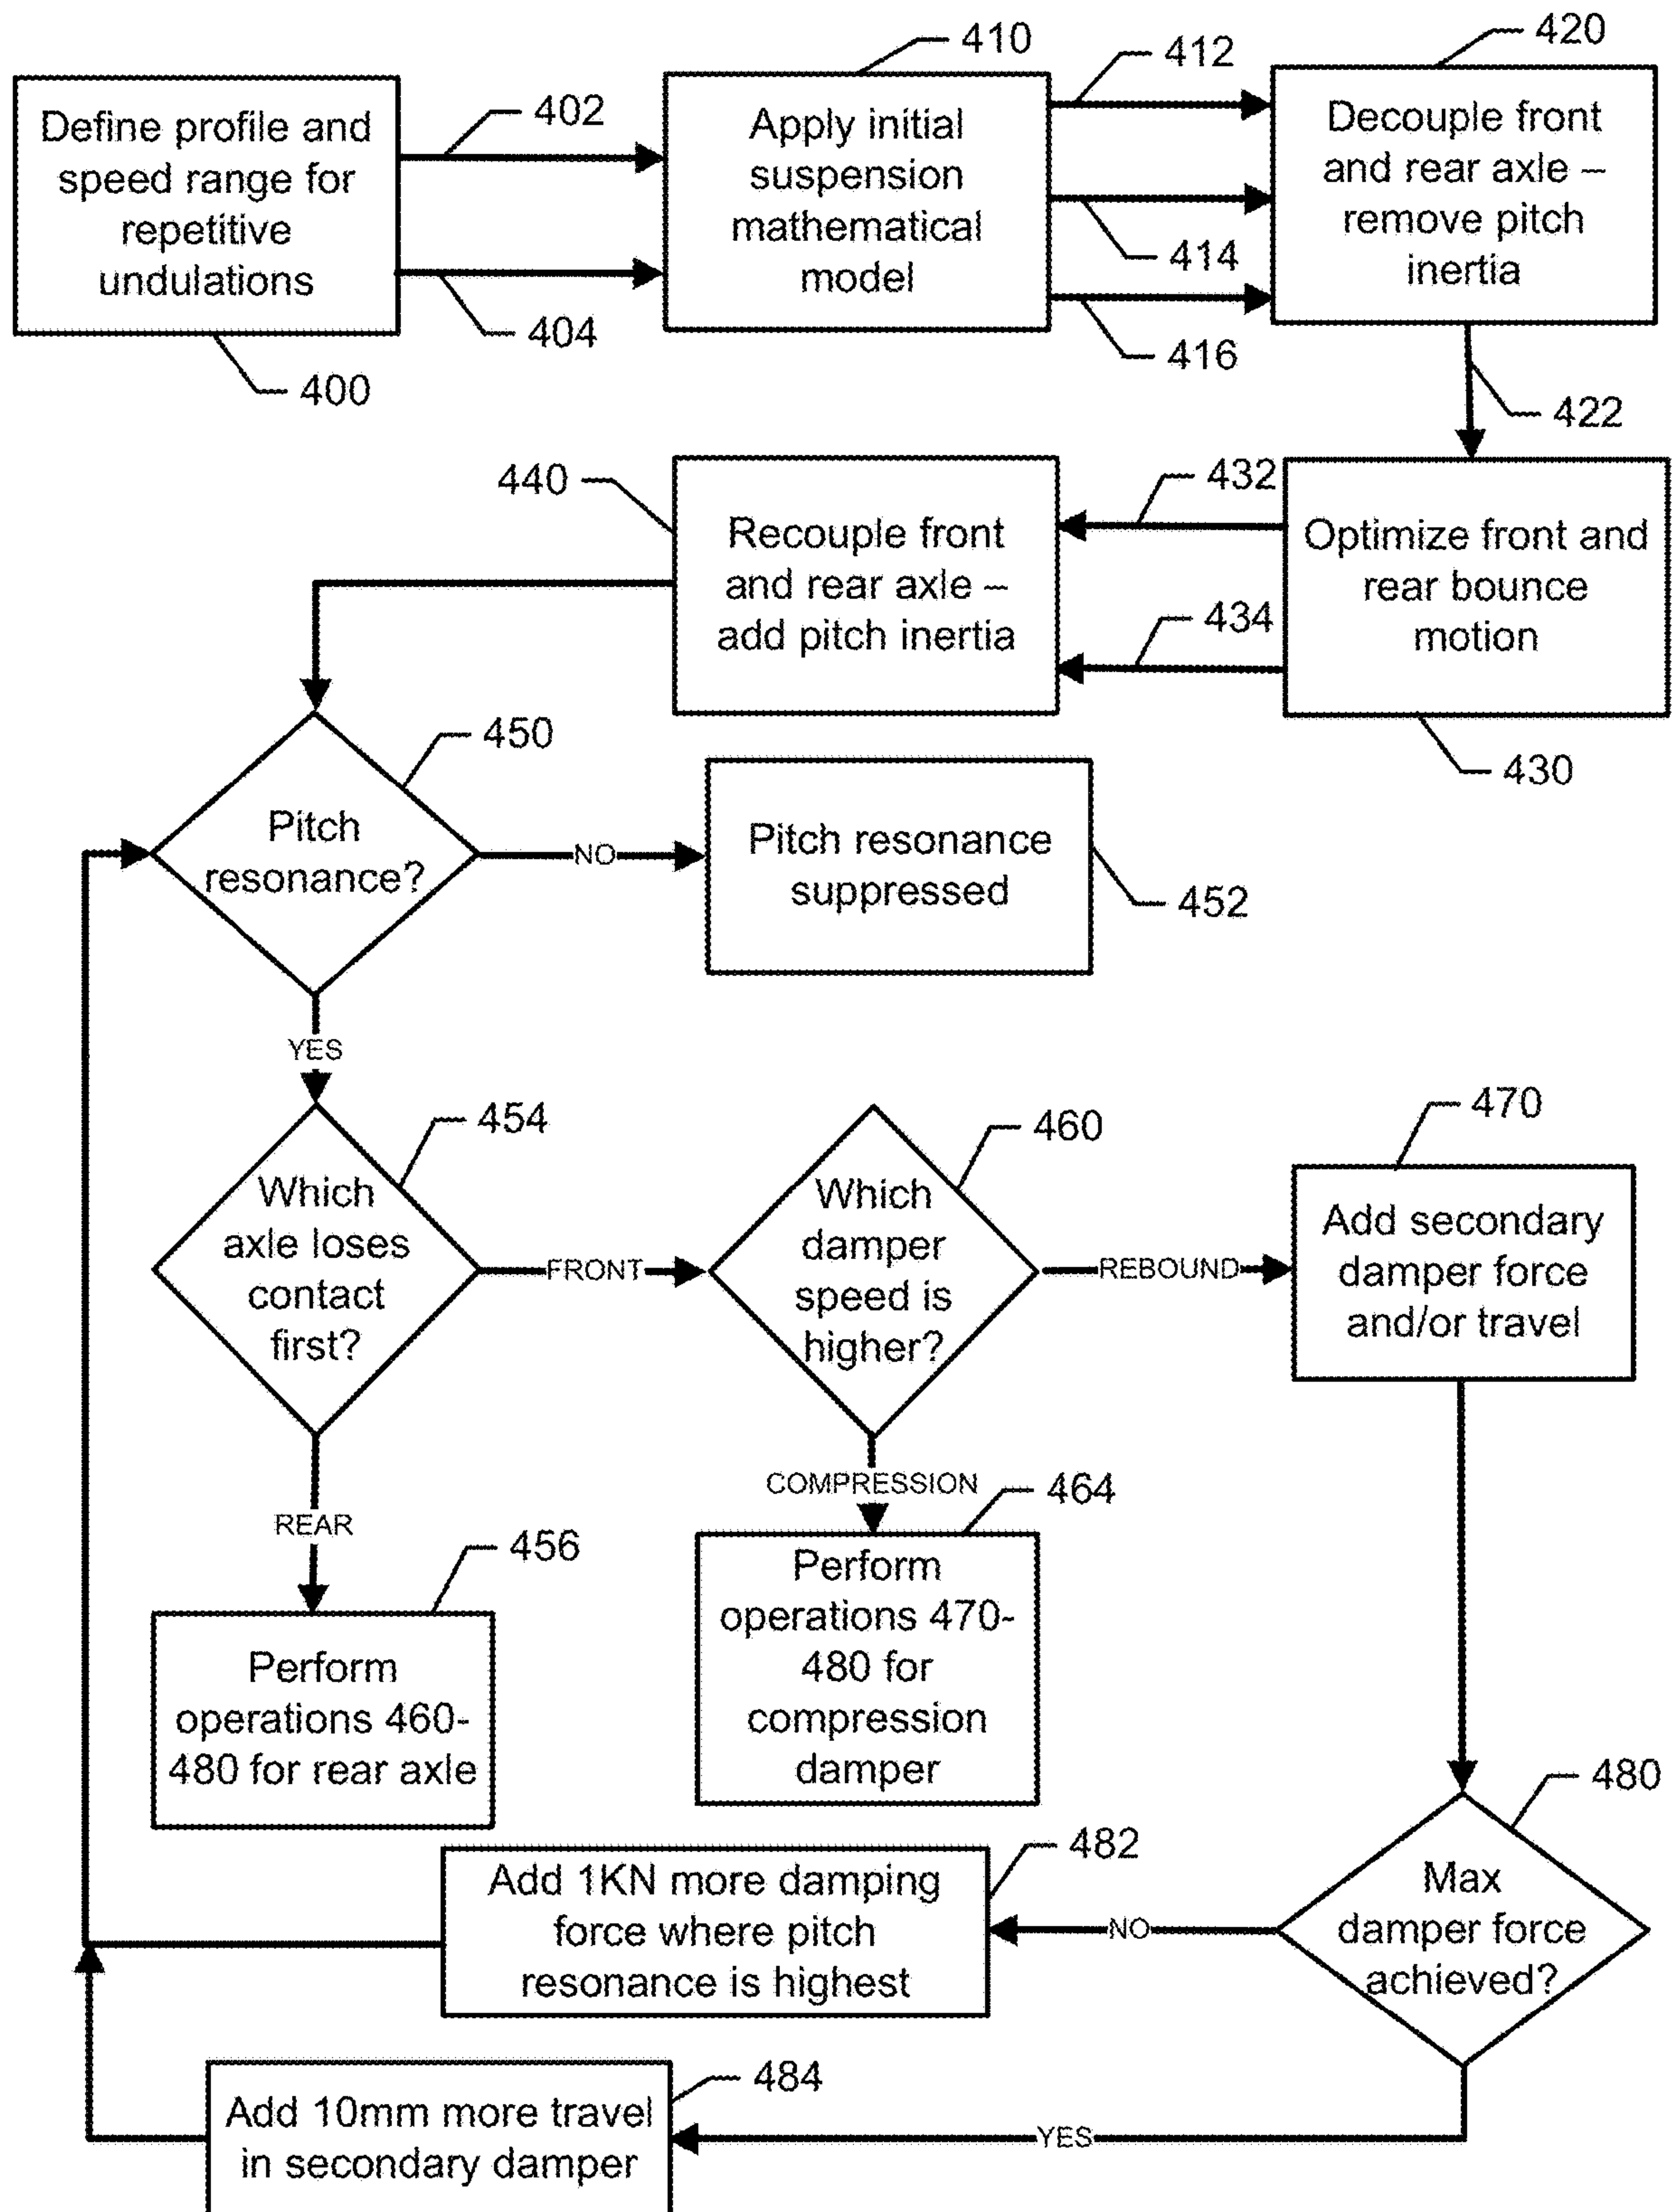 410
412
420
Define profile and
speed range for
repetitive
undulations
402
404
400
Apply initial
suspension
mathematical
model
414
416
Decouple front
and rear axle –
remove pitch
inertia
422
440
Recouple front
and rear axle –
add pitch inertia
432
434
Optimize front and
rear bounce
motion
430
450
Pitch
resonance?
NO
Pitch resonance
suppressed
452
YES
454
Which
axle loses
contact
first?
FRONT
460
Which
damper
speed is
higher?
REBOUND
470
Add secondary
damper force
and/or travel
REAR
456
Perform
operations 460-
480 for rear axle
COMPRESSION
464
Perform
operations 470-
480 for
compression
damper
480
Max
damper force
achieved?
NO
482
Add 1KN more damping
force where pitch
resonance is highest
YES
484
Add 10mm more travel
in secondary damper